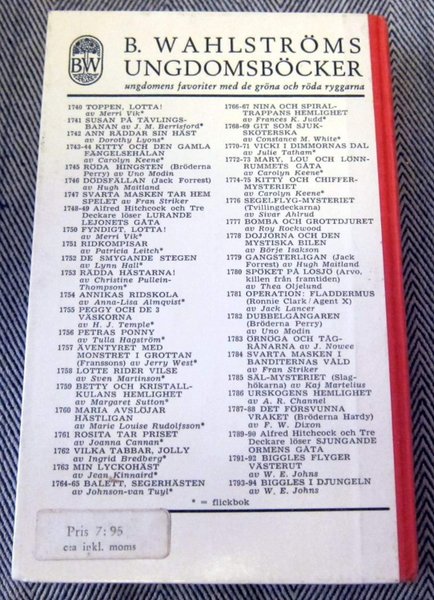 BW
B. WAHLSTRÖMS
UNGDOMSBÖCKER
ungdomens favoriter med de gröna och röda ryggarna
1740 TOPPEN, LOTTA!
av Merri Vik*
1741 SUSAN PÅ TÄVLINGS-
BANAN av J. M. Berrisford*
1742 ANN RÄDDAR SIN HÄST
av Dorothy Lyons*
1743-44 KITTY OCH DEN GAMLA
FÄNGELSEHÅLAN
av Carolyn Keene*
1745 RÖDA HINGSTEN (Bröderna
Perry) av Uno Modin
1746 DÖDSFÄLLAN (Jack Forrest)
av Hugh Maitland
1747 SVARTA MASKEN TAR HEM
SPELET av Fran Striker
1748-49 Alfred Hitchcock och Tre
Deckare löser LURANDE
LEJONETS GÅTA
1750 FYNDIGT, LOTTA!
av Merri Vik*
1751 RIDKOMPISAR
av Patricia Leitch*
1752 DE SMYGANDE STEGEN
av Lynn Hall*
1753 RÄDDA HÄSTARNA!
av Christine Pullein-
Thompson*
1754 ANNIKAS RIDSKOLA
av Anna-Lisa Almqvist*
1755 PEGGY OCH DE 3
VÄSKORNA
av H. J. Temple*
1756 PETRAS PONNY
av Tulla Hagström*
1757 ÄVENTYRET MED
MONSTRET I GROTTAN
(Franssons) av Jerry West*
1758 LOTTE RIDER VILSE
av Sven Martinson*
1759 BETTY OCH KRISTALL-
KULANS HEMLIGHET
av Margaret Sutton*
1760 MARIA AVSLÖJAR
HÄSTLIGAN
av Marie Louise Rudolfsson*
1761 ROSITA TAR PRISET
av Joanna Cannan*
1762 VILKA TABBAR, JOLLY
av Ingrid Bredberg*
1763 MIN LYCKOHÄST
av Jean Kinnaird*
1764-65 BALETT, SEGERHÄSTEN
av Johnson-van Tuyl*
1766-67 NINA OCH SPIRAL-
TRAPPANS HEMLIGHET
av Frances K. Judd*
1768-69 GIT SOM SJUK-
SKÖTERSKA
av Constance M. White*
1770-71 VICKI I DIMMORNAS DAL
av Julie Tatham*
1772-73 MARY, LOU OCH LÖNN-
RUMMETS GÅTA
av Carolyn Keene*
1774-75 KITTY OCH CHIFFER-
MYSTERIET
av Carolyn Keene*
1776 SEGELFLYG-MYSTERIET
(Tvillingdeckarna)
av Sivar Ahlrud
1777 BOMBA OCH GROTTDJURET
av Roy Rockwood
1778 DOJJORNA OCH DEN
MYSTISKA BILEN
av Börje Isakson
1779 GANGSTERLIGAN (Jack
Forrest) av Hugh Maitland
1780 SPÖKET PÅ LÖSJÖ (Arvo,
killen från framtiden)
av Thea Oljelund
1781 OPERATION: FLADDERMUS
(Ronnie Clark/Agent X)
av Jack Lancer
1782 DUBBELGÅNGAREN
(Bröderna Perry)
av Uno Modin
1783 ÖRNÖGA OCH TÅG-
RÅNARNA av J. Nowee
1784 SVARTA MASKEN I
BANDITERNAS VÅLD
av Fran Striker
1785 SÄL-MYSTERIET (Slag-
hökarna) av Kaj Martelius
1786 URSKOGENS HEMLIGHET
av A. R. Channel
1787-88 DET FÖRSVUNNA
VRAKET (Bröderna Hardy)
av F. W. Dixon
1789-90 Alfred Hitchcock och Tre
Deckare löser SJUNGANDE
ORMENS GÅTA
1791-92 BIGGLES FLYGER
VÄSTERUT
av W. E. Johns
1793-94 BIGGLES I DJUNGELN
av W. E. Johns
* = flickbok
Pris 7:95
c:a inkl. moms